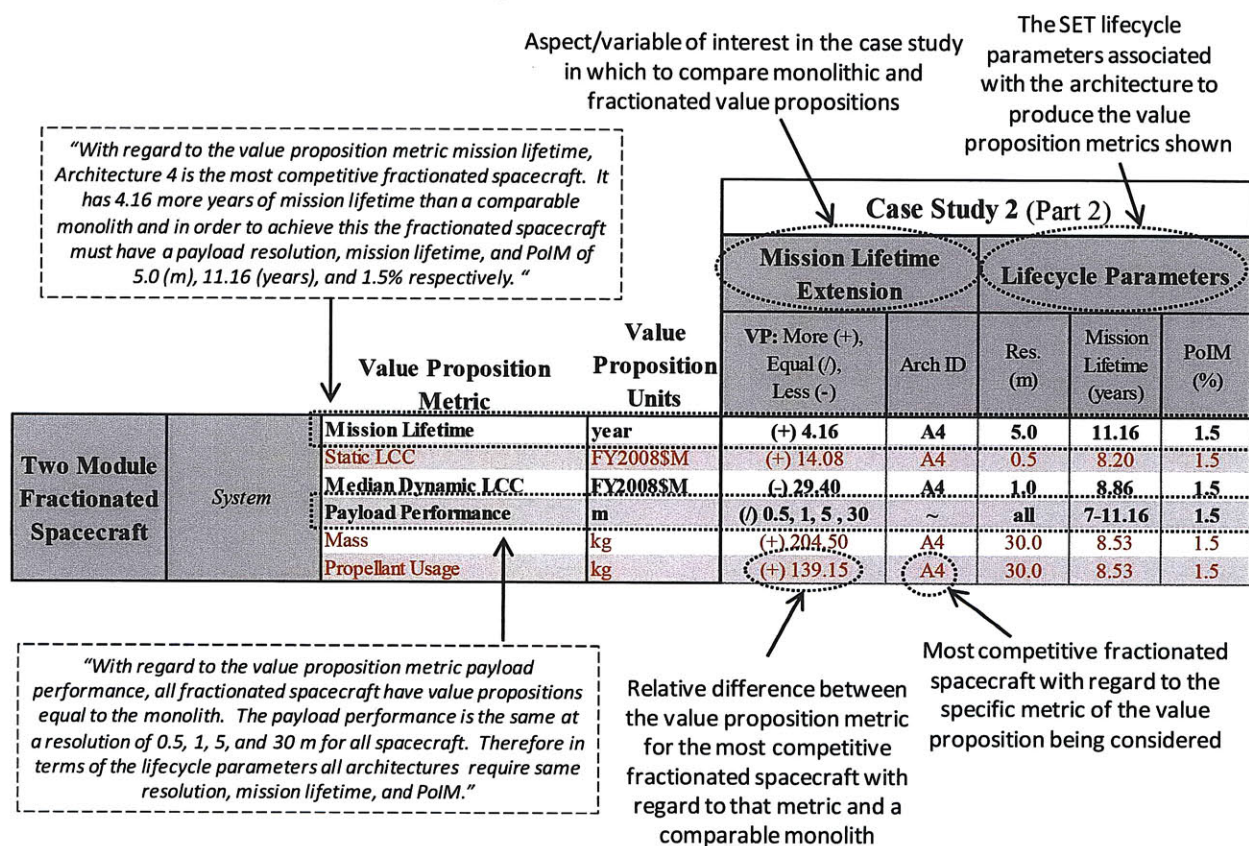 Aspect/variable of interest in the case study
in which to compare monolithic and
fractionated value propositions
The SET lifecycle
parameters associated
with the architecture to
produce the value
proposition metrics shown
"With regard to the value proposition metric mission lifetime,
Architecture 4 is the most competitive fractionated spacecraft. It
has 4.16 more years of mission lifetime than a comparable
monolith and in order to achieve this the fractionated spacecraft
must have a payload resolution, mission lifetime, and PoIM of
5.0 (m), 11.16 (years), and 1.5% respectively. "
Case Study 2 (Part 2)
Mission Lifetime
Extension
Lifecycle Parameters
Value Proposition
Metric
Value
Proposition
Units
VP: More (+),
Equal (/),
Less (-)
Arch ID
Res.
(m)
Mission
Lifetime
(years)
PoIM
(%)
Two Module
Fractionated
Spacecraft
System
Mission Lifetime year (+) 4.16 A4 5.0 11.16 1.5
Static LCC FY2008$M (+) 14.08 A4 0.5 8.20 1.5
Median Dynamic LCC FY2008$M (-) 29.40 A4 1.0 8.86 1.5
Payload Performance m (/) 0.5, 1, 5 , 30 ~ all 7-11.16 1.5
Mass kg (+) 204.50 A4 30.0 8.53 1.5
Propellant Usage kg (+) 139.15 A4 30.0 8.53 1.5
"With regard to the value proposition metric payload
performance, all fractionated spacecraft have value propositions
equal to the monolith. The payload performance is the same at
a resolution of 0.5, 1, 5, and 30 m for all spacecraft. Therefore in
terms of the lifecycle parameters all architectures require same
resolution, mission lifetime, and PoIM."
Relative difference between
the value proposition metric
for the most competitive
fractionated spacecraft with
regard to that metric and a
comparable monolith
Most competitive fractionated
spacecraft with regard to the
specific metric of the value
proposition being considered